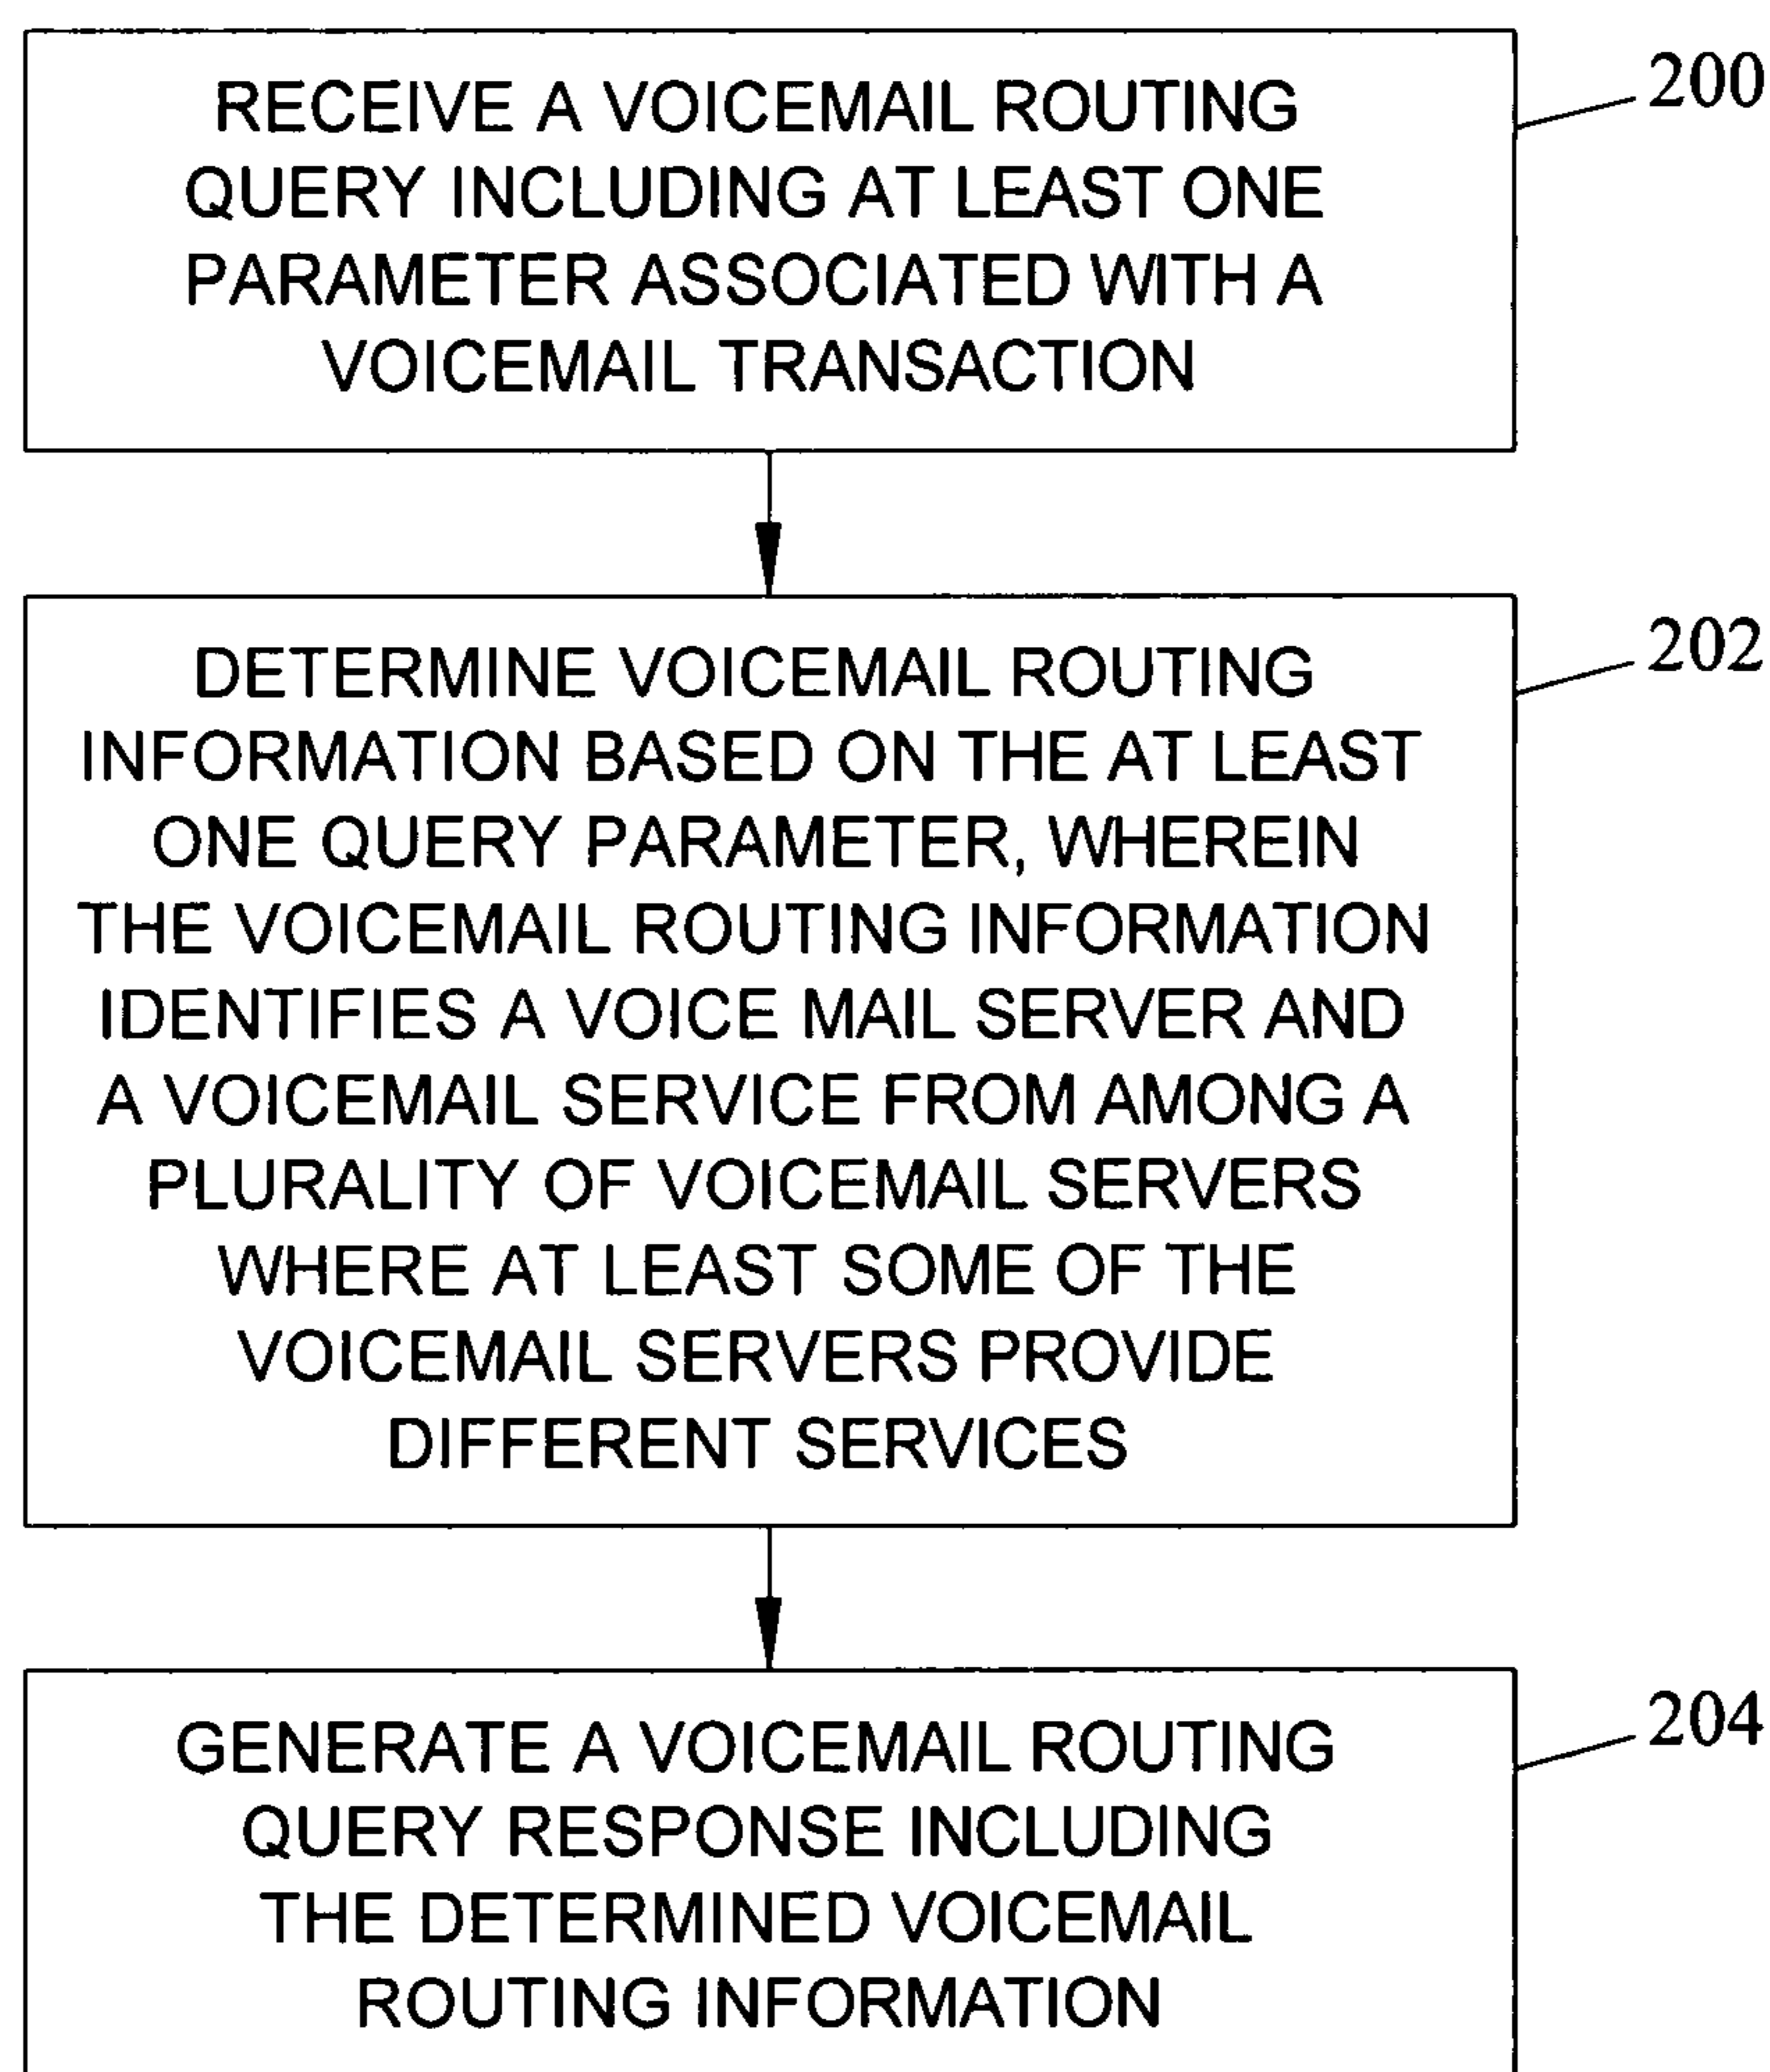 RECEIVE A VOICEMAIL ROUTING
QUERY INCLUDING AT LEAST ONE
PARAMETER ASSOCIATED WITH A
VOICEMAIL TRANSACTION
200
DETERMINE VOICEMAIL ROUTING
INFORMATION BASED ON THE AT LEAST
ONE QUERY PARAMETER, WHEREIN
THE VOICEMAIL ROUTING INFORMATION
IDENTIFIES A VOICE MAIL SERVER AND
A VOICEMAIL SERVICE FROM AMONG A
PLURALITY OF VOICEMAIL SERVERS
WHERE AT LEAST SOME OF THE
VOICEMAIL SERVERS PROVIDE
DIFFERENT SERVICES
202
GENERATE A VOICEMAIL ROUTING
QUERY RESPONSE INCLUDING
THE DETERMINED VOICEMAIL
ROUTING INFORMATION
204